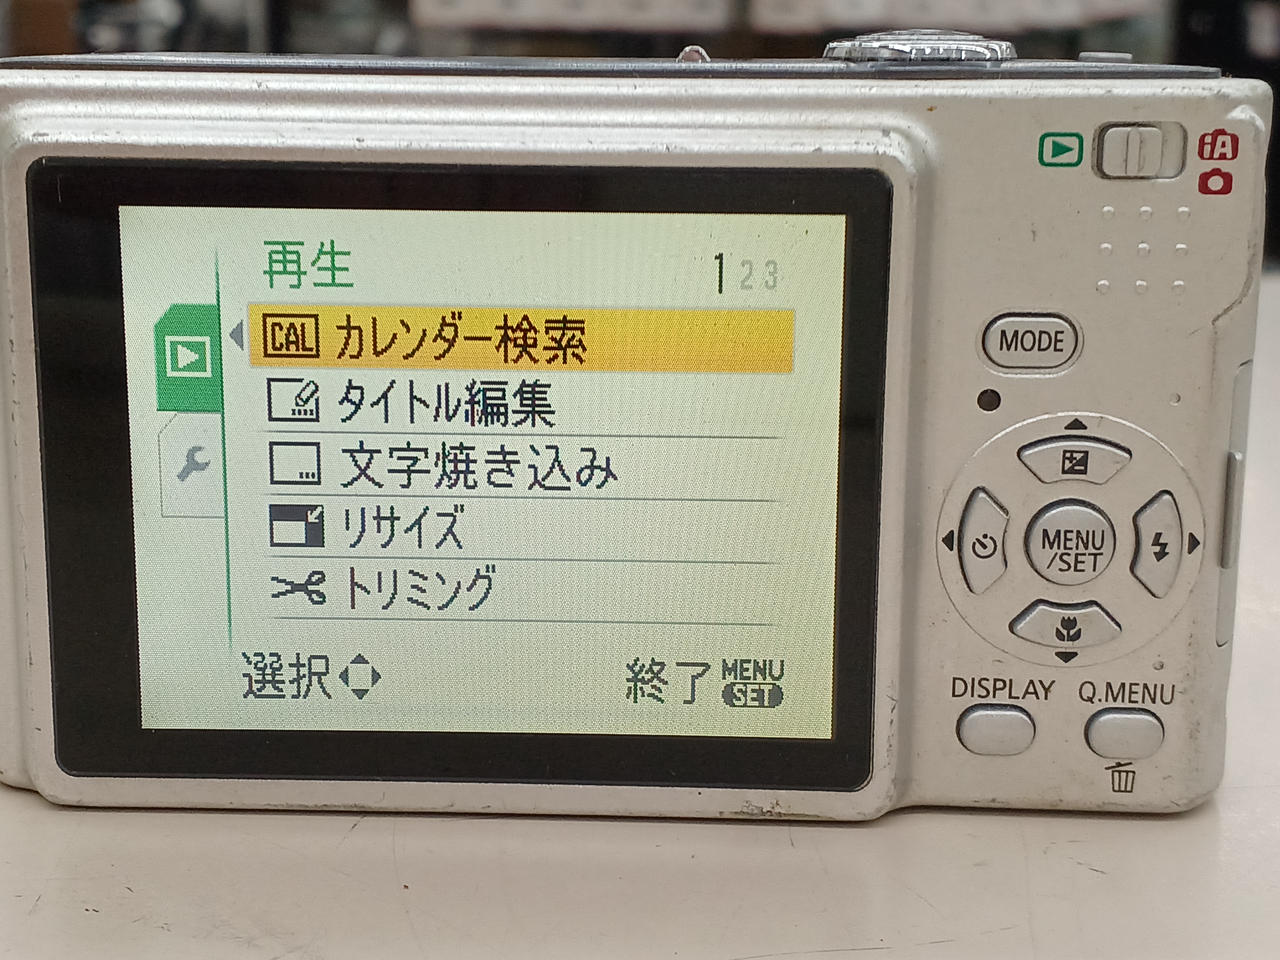 再生 1 2 3
CAL カレンダー検索
タイトル編集
文字焼き込み
リサイズ
トリミング
選択 終了 MENU SET
iA
MODE
MENU /SET
DISPLAY Q.MENU